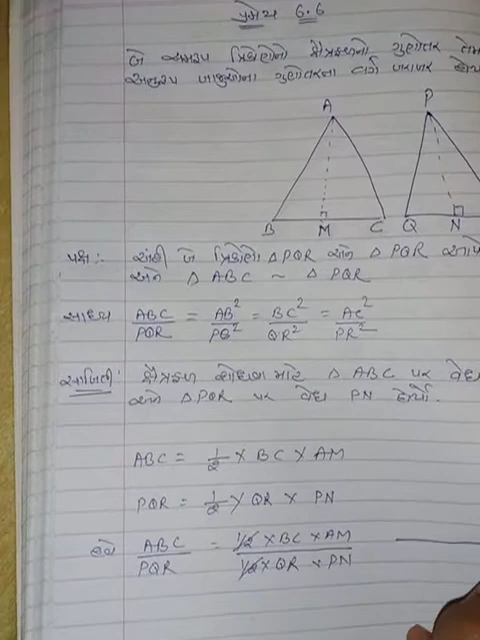 પ્રમેય 6.6
બે સમરૂપ ત્રિકોણોનો ક્ષેત્રફળનો ગુણોત્તર તેમ
અનુરૂપ બાજુઓના ગુણોત્તરના વર્ગ બરાબર હોય
A P
B M C Q N
પક્ષ :- અહીં બે ત્રિકોણો △PQR અને △PQR આપે
અને △ABC ~ △PQR
સાધ્ય ABC/PQR = AB²/PQ² = BC²/QR² = AC²/PR²
સાબિતી: ક્ષેત્રફળ શોધવા માટે △ABC પર વેધ
અને △PQR પર વેધ PN દોર્યો.
ABC = 1/2 × BC × AM
PQR = 1/2 × QR × PN
હવે ABC/PQR = 1/2 × BC × AM / 1/2 × QR × PN